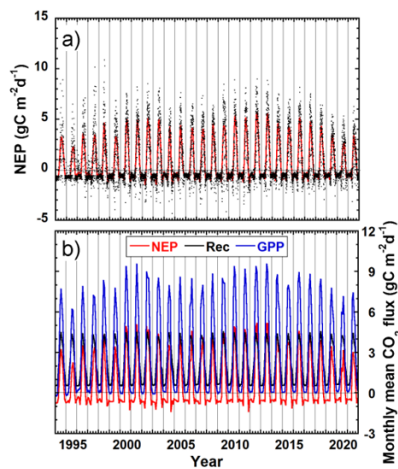 a)
15
10
5
0
-5
NEP (gC m⁻²d⁻¹)
b)
NEP Rec GPP
12
9
6
3
0
-3
Monthly mean CO₂ flux (gC m⁻²d⁻¹)
1995 2000 2005 2010 2015 2020
Year